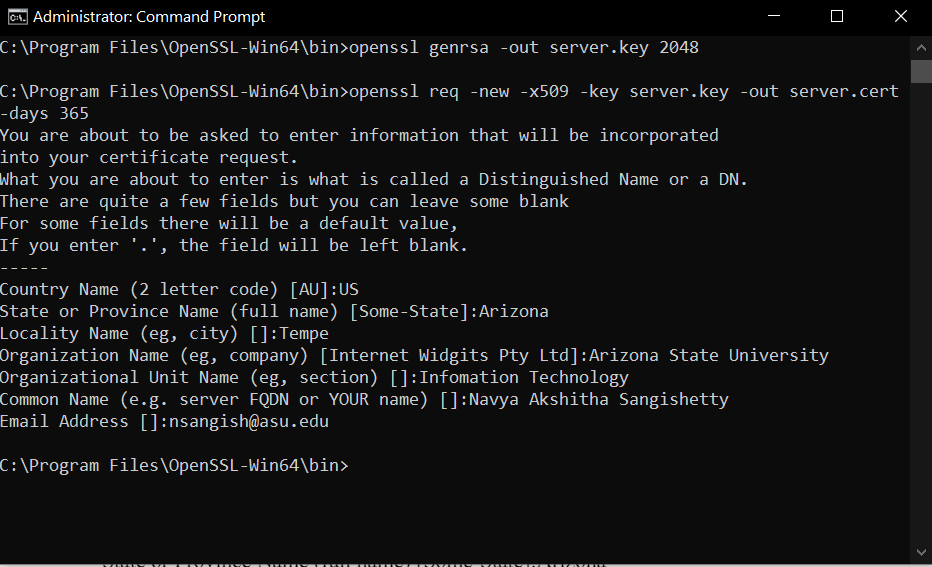 Administrator: Command Prompt
C:\Program Files\OpenSSL-Win64\bin>openssl genrsa -out server.key 2048
C:\Program Files\OpenSSL-Win64\bin>openssl req -new -x509 -key server.key -out server.cert
-days 365
You are about to be asked to enter information that will be incorporated
into your certificate request.
What you are about to enter is what is called a Distinguished Name or a DN.
There are quite a few fields but you can leave some blank
For some fields there will be a default value,
If you enter '.', the field will be left blank.
-----
Country Name (2 letter code) [AU]:US
State or Province Name (full name) [Some-State]:Arizona
Locality Name (eg, city) []:Tempe
Organization Name (eg, company) [Internet Widgits Pty Ltd]:Arizona State University
Organizational Unit Name (eg, section) []:Infomation Technology
Common Name (e.g. server FQDN or YOUR name) []:Navya Akshitha Sangishetty
Email Address []:nsangish@asu.edu
C:\Program Files\OpenSSL-Win64\bin>